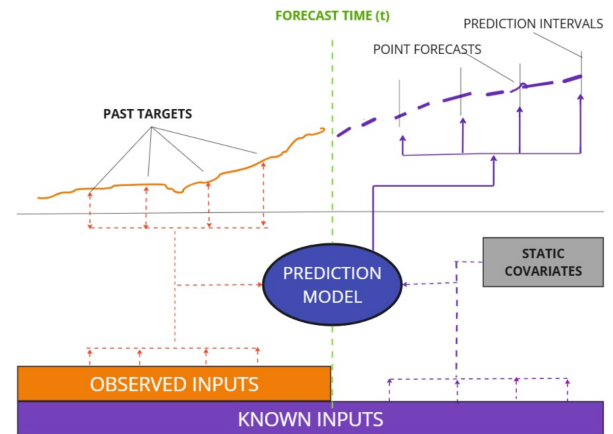 FORECAST TIME (t)
PREDICTION INTERVALS
POINT FORECASTS
PAST TARGETS
PREDICTION
MODEL
STATIC
COVARIATES
OBSERVED INPUTS
KNOWN INPUTS